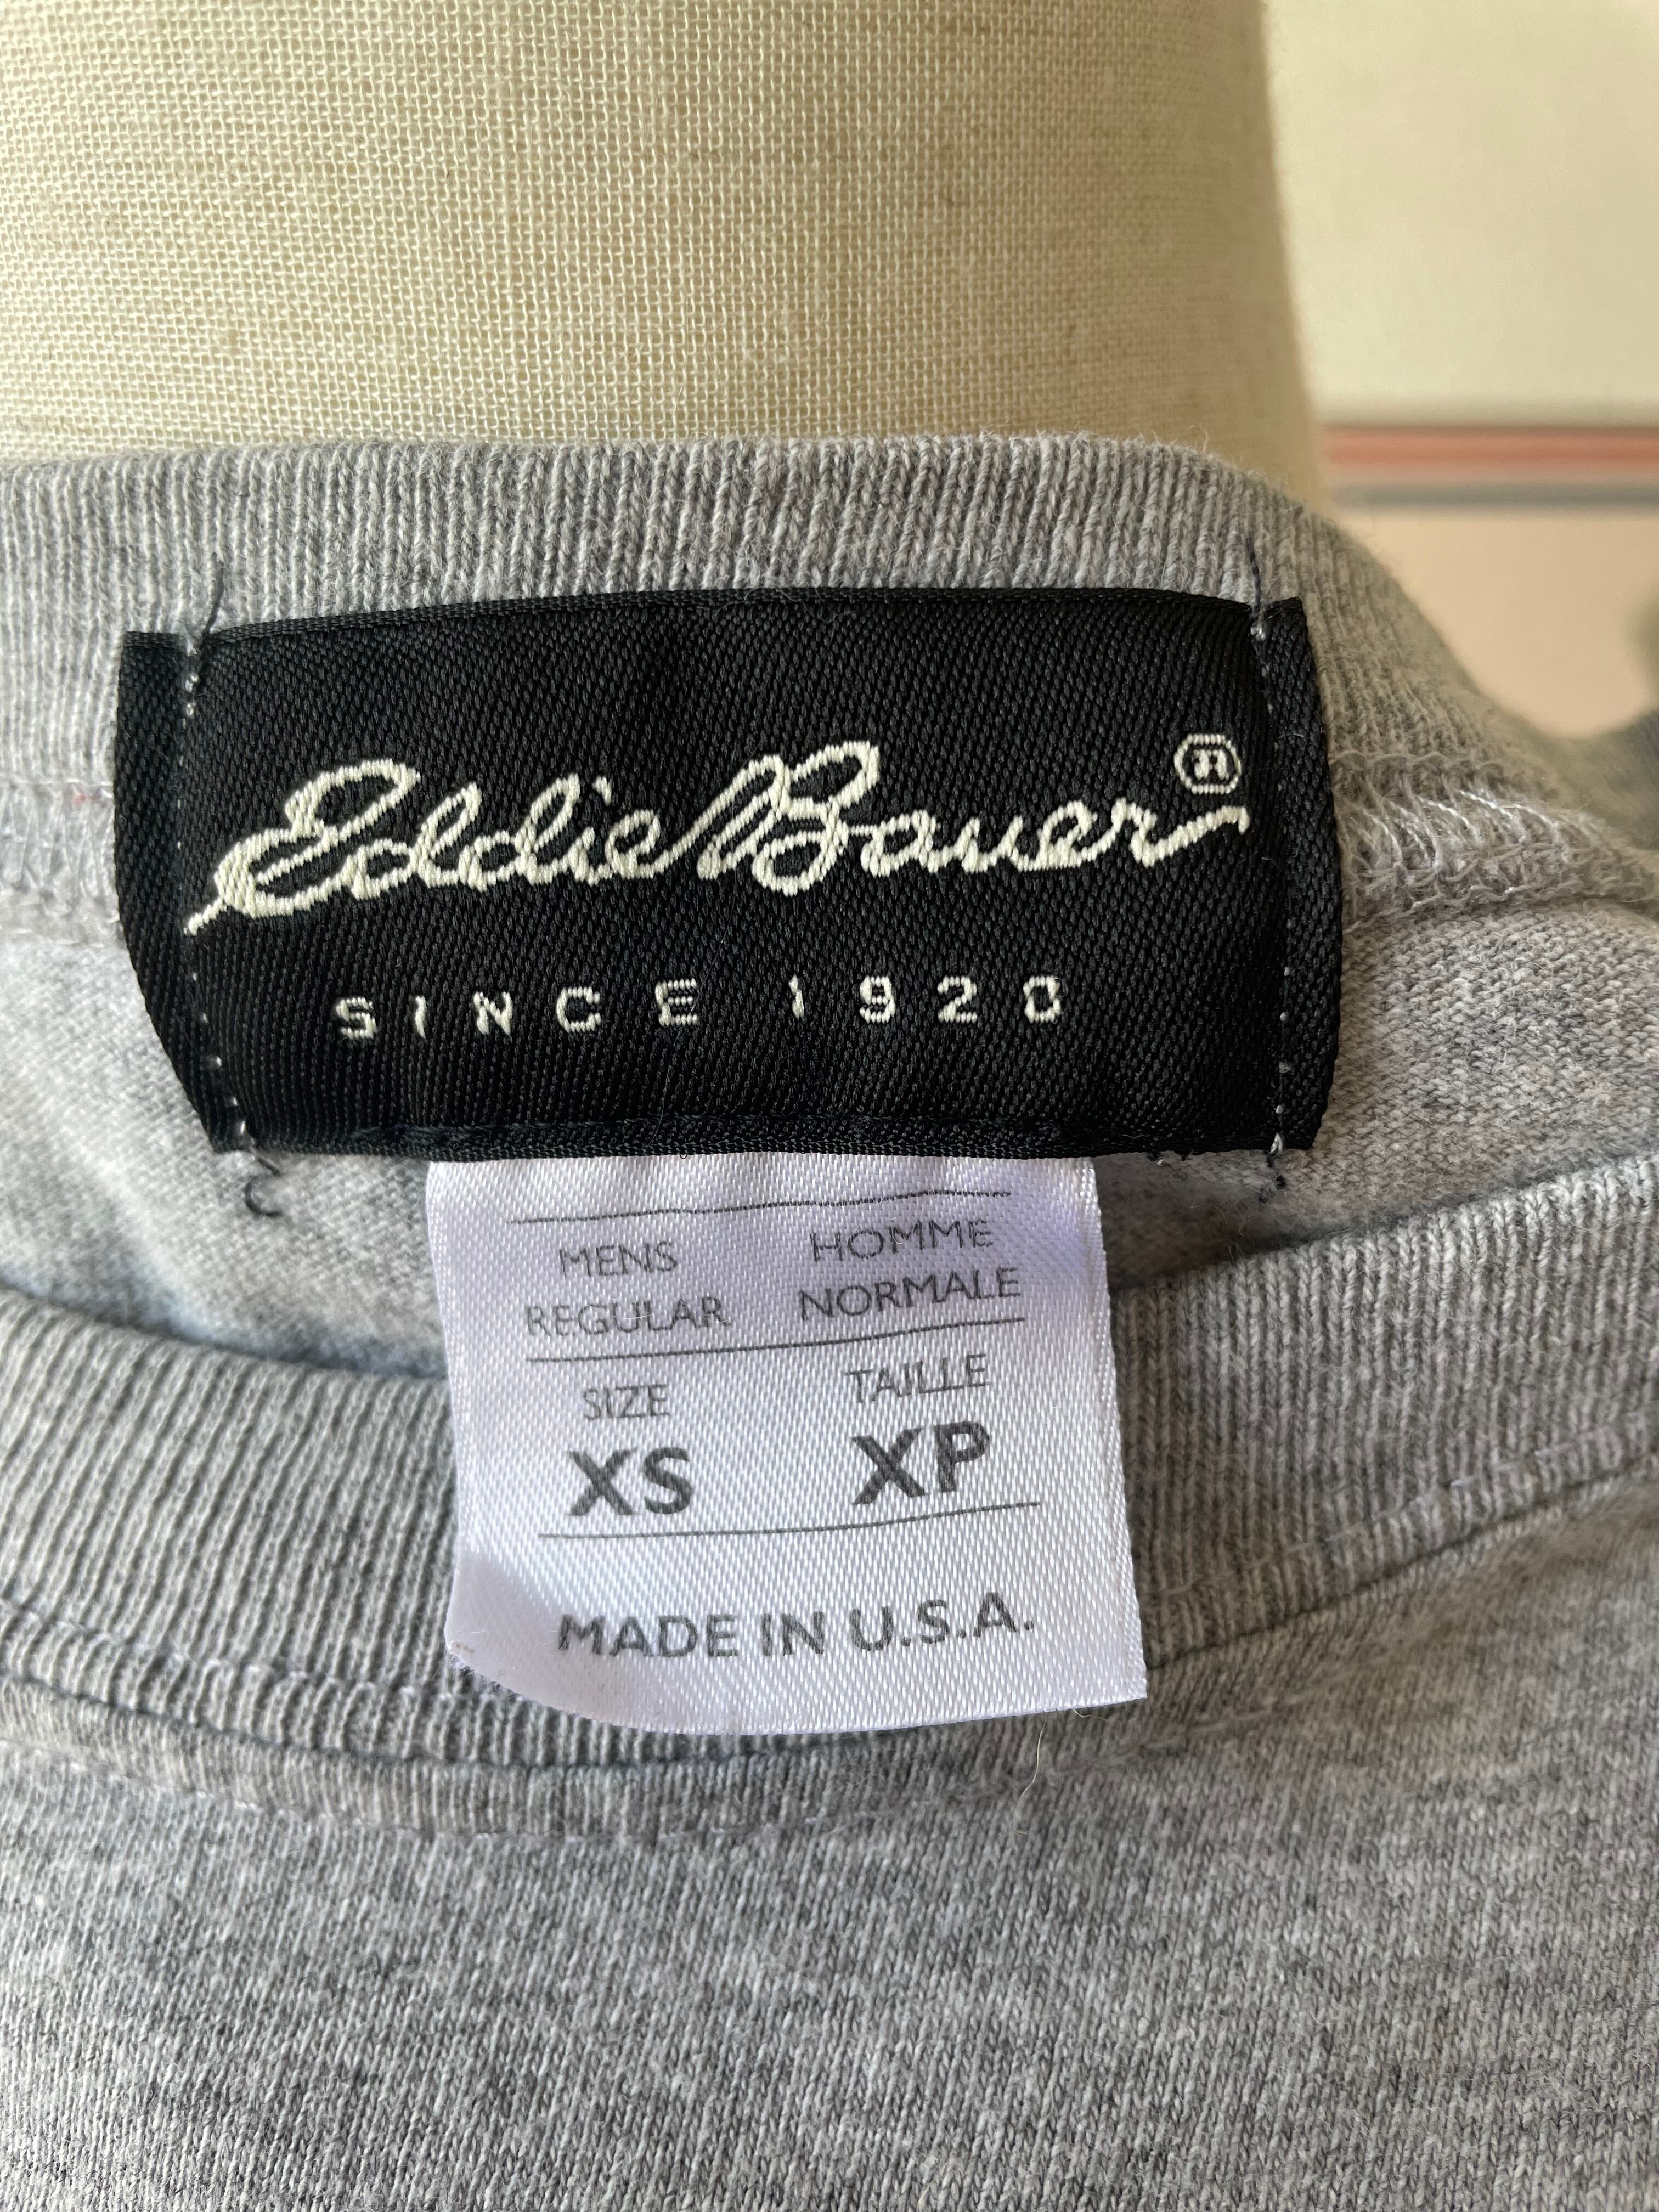 Eddie Bauer®
SINCE 1920
MENS HOMME
REGULAR NORMALE
SIZE TAILLE
XS XP
MADE IN U.S.A.